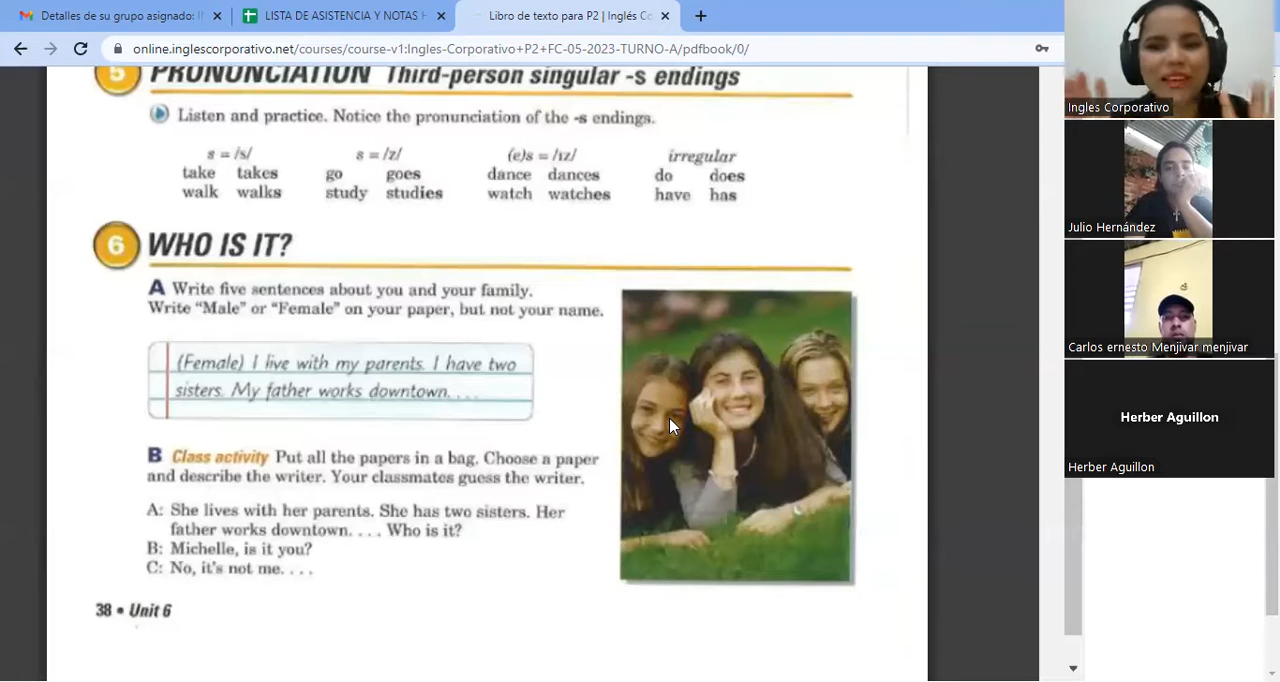 Detalles de su grupo asignado: I
LISTA DE ASISTENCIA Y NOTAS
Libro de texto para P2 | Inglés Co
online.inglescorporativo.net/courses/course-v1:Ingles-Corporativo+P2+FC-05-2023-TURNO-A/pdfbook/0/
5 PRONUNCIATION Third-person singular -s endings
Listen and practice. Notice the pronunciation of the -s endings.
s = /s/ s = /z/ (e)s = /ɪz/ irregular
take takes go goes dance dances do does
walk walks study studies watch watches have has
6 WHO IS IT?
A Write five sentences about you and your family.
Write “Male” or “Female” on your paper, but not your name.
(Female) I live with my parents. I have two
sisters. My father works downtown. . . .
B Class activity Put all the papers in a bag. Choose a paper
and describe the writer. Your classmates guess the writer.
A: She lives with her parents. She has two sisters. Her
father works downtown. . . . Who is it?
B: Michelle, is it you?
C: No, it's not me. . . .
38 • Unit 6
Ingles Corporativo
Julio Hernández
Carlos ernesto Menjivar menjivar
Herber Aguillon
Herber Aguillon